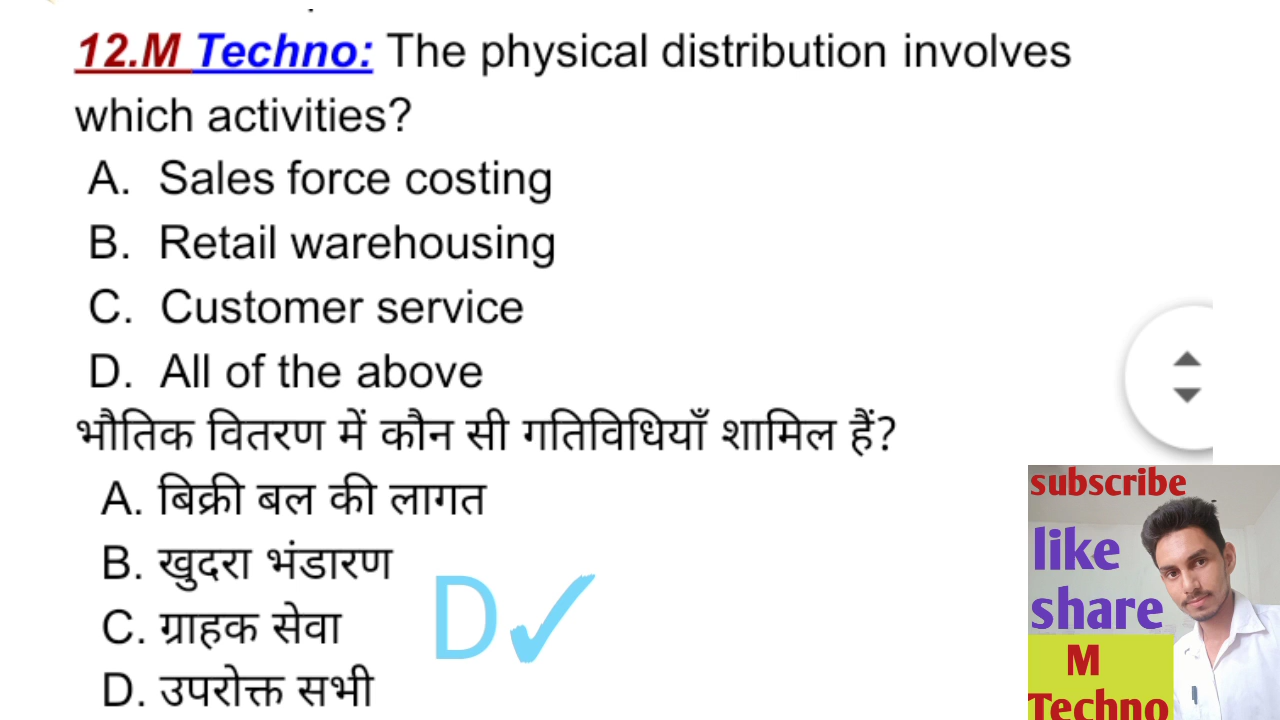 12.M Techno: The physical distribution involves
which activities?
A. Sales force costing
B. Retail warehousing
C. Customer service
D. All of the above
भौतिक वितरण में कौन सी गतिविधियाँ शामिल हैं?
A. बिक्री बल की लागत
B. खुदरा भंडारण
C. ग्राहक सेवा
D. उपरोक्त सभी
D✓
subscribe
like
share
M
Techno